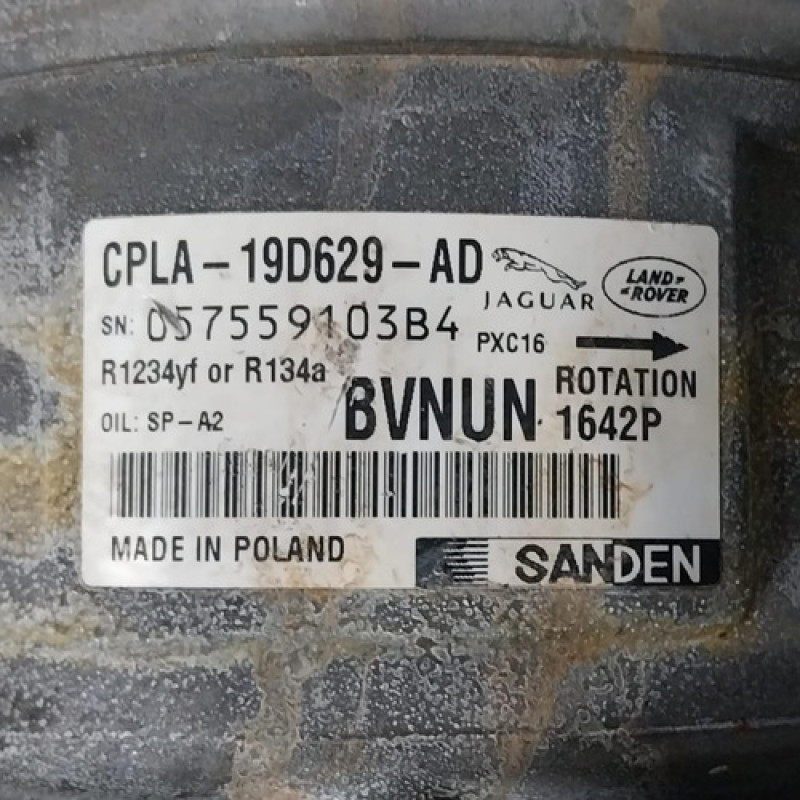 CPLA-19D629-AD
JAGUAR
LAND-
-ROVER
SN: 057559103B4
PXC16
R1234yf or R134a
ROTATION
OIL: SP-A2
BVNUN
1642P
MADE IN POLAND
SANDEN